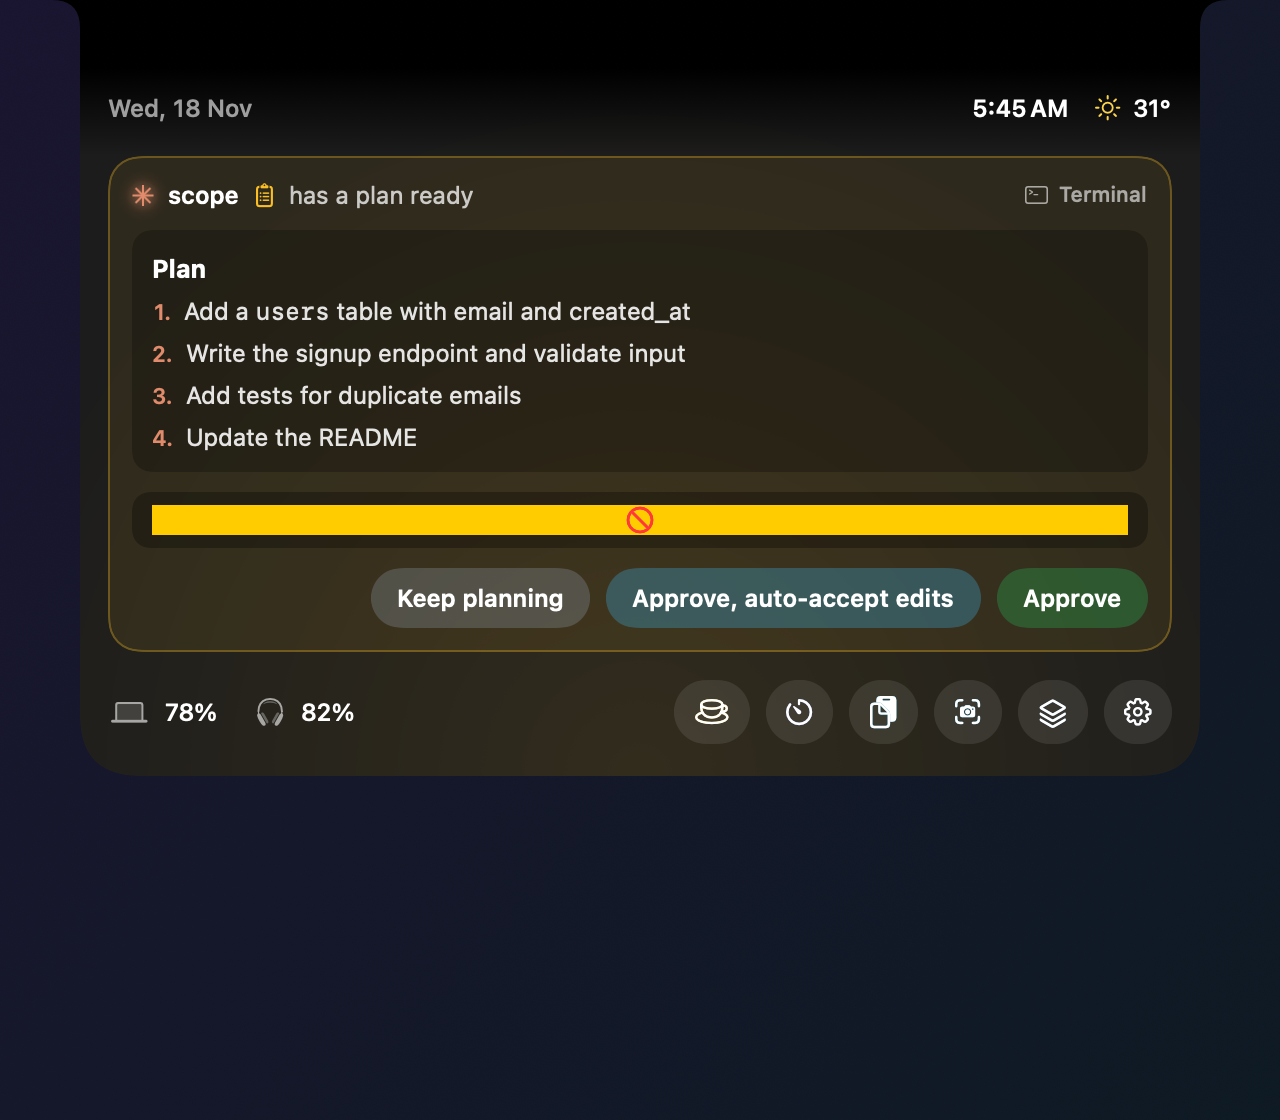 Wed, 18 Nov
5:45 AM 31°
scope has a plan ready
Terminal
Plan
1. Add a users table with email and created_at
2. Write the signup endpoint and validate input
3. Add tests for duplicate emails
4. Update the README
Keep planning
Approve, auto-accept edits
Approve
78% 82%